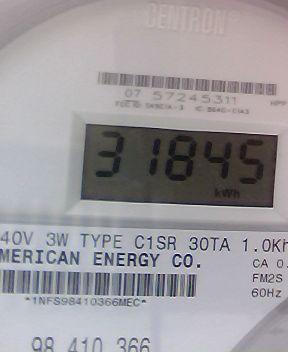 CENTRON
07 57245311
31845
kWh
40V 3W TYPE C1SR 30TA 1.0Kh
MERICAN ENERGY CO.
GA 0.
FM2S
60Hz
*1NFS98410366MEC*
98 410 366